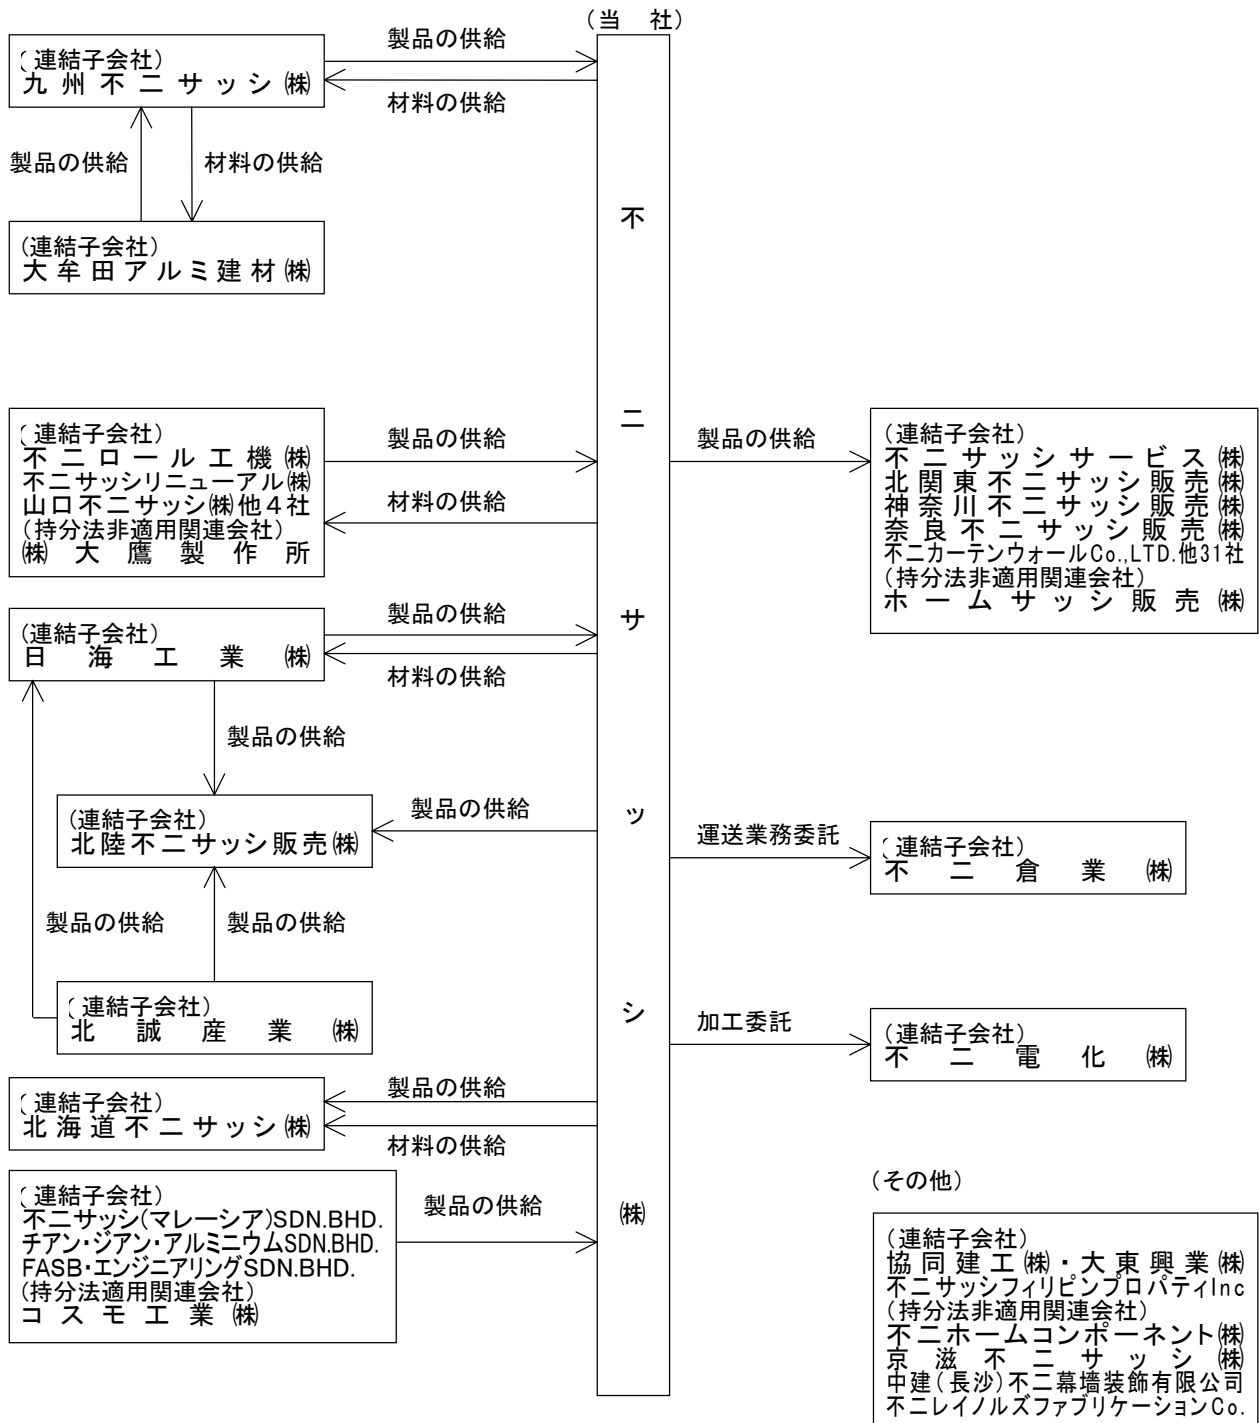 (当 社)
(連結子会社)
九州不二サッシ㈱
製品の供給
材料の供給
製品の供給
材料の供給
(連結子会社)
大牟田アルミ建材㈱
不二サッシ㈱
(連結子会社)
不二ロール工機㈱
不二サッシリニューアル㈱
山口不二サッシ㈱他４社
(持分法非適用関連会社)
㈱大鷹製作所
製品の供給
材料の供給
製品の供給
(連結子会社)
不二サッシサービス㈱
北関東不二サッシ販売㈱
神奈川不二サッシ販売㈱
奈良不二サッシ販売㈱
不二カーテンウォールCo.,LTD.他31社
(持分法非適用関連会社)
ホームサッシ販売㈱
(連結子会社)
日海工業㈱
製品の供給
材料の供給
製品の供給
(連結子会社)
北陸不二サッシ販売㈱
製品の供給
運送業務委託
(連結子会社)
不二倉業㈱
製品の供給
製品の供給
(連結子会社)
北誠産業㈱
加工委託
(連結子会社)
不二電化㈱
(連結子会社)
北海道不二サッシ㈱
製品の供給
材料の供給
(連結子会社)
不二サッシ(マレーシア)SDN.BHD.
チアン・ジアン・アルミニウムSDN.BHD.
FASB・エンジニアリングSDN.BHD.
(持分法適用関連会社)
コスモ工業㈱
製品の供給
(その他)
(連結子会社)
協同建工㈱・大東興業㈱
不二サッシフィリピンプロパティInc
(持分法非適用関連会社)
不二ホームコンポーネント㈱
京滋不二サッシ㈱
中建(長沙)不二幕墙装飾有限公司
不二レイノルズファブリケーションCo.